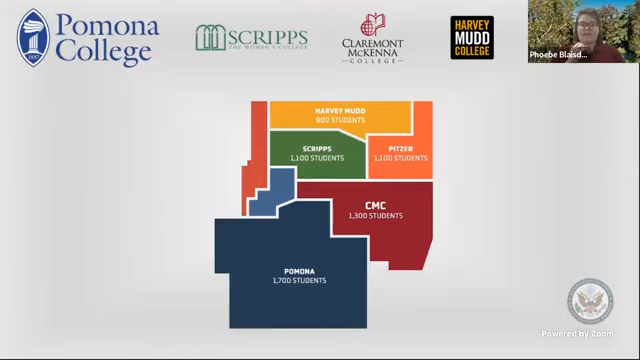 Pomona
College
SCRIPPS
THE WOMEN'S COLLEGE
CLAREMONT
MCKENNA
COLLEGE
HARVEY
MUDD
COLLEGE
Phoebe Blaisd...
HARVEY MUDD
900 STUDENTS
SCRIPPS
1,100 STUDENTS
PITZER
1,100 STUDENTS
CMC
1,300 STUDENTS
POMONA
1,700 STUDENTS
Powered by Zoom